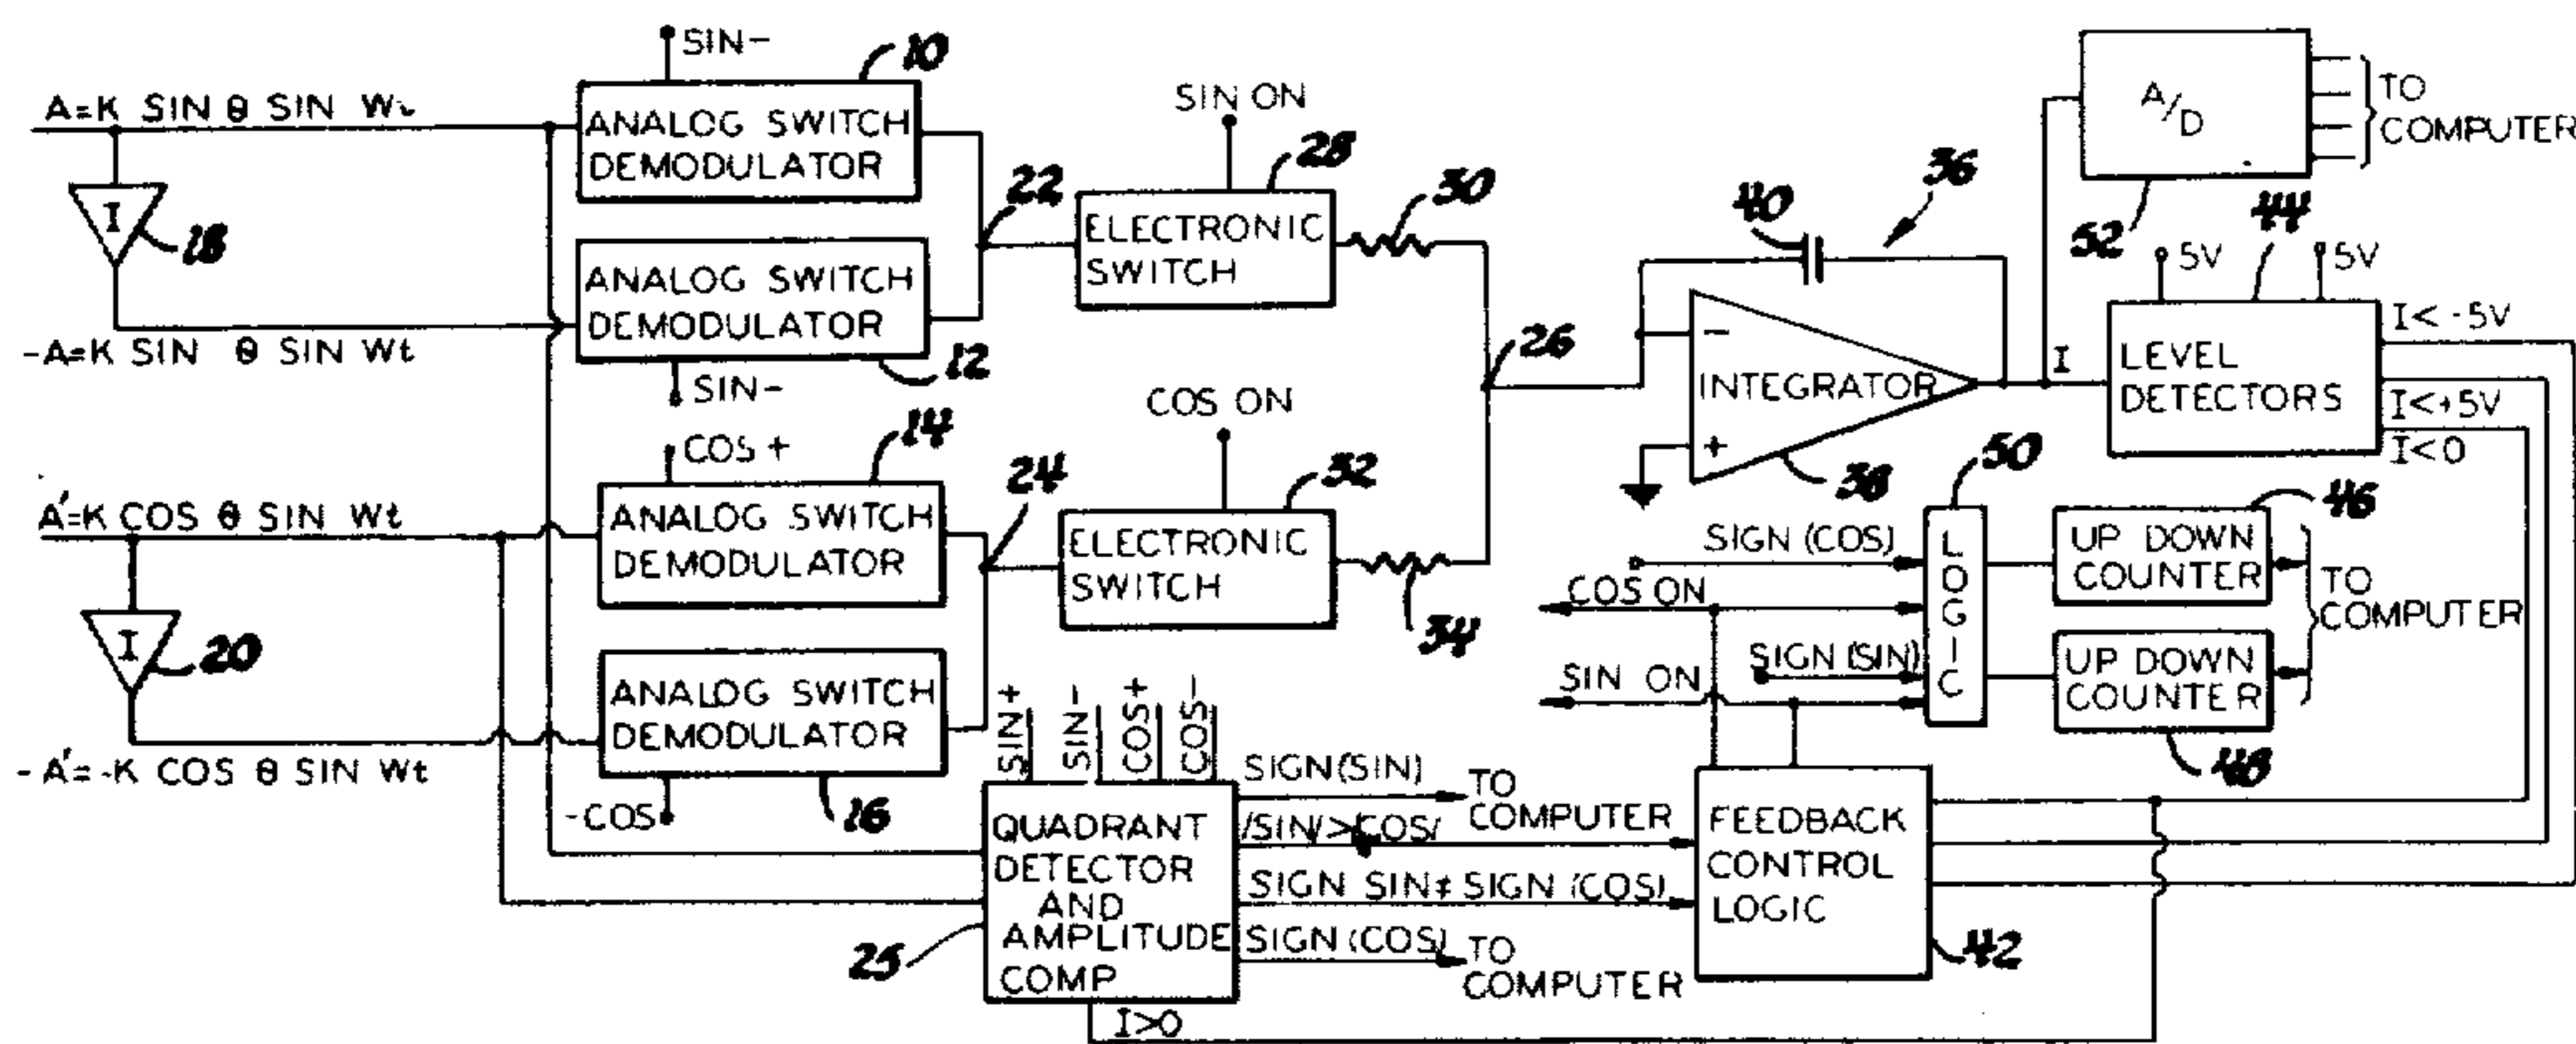 SIN-
10
A=K SIN θ SIN W
ANALOG SWITCH
DEMODULATOR
I
18
-A=K SIN θ SIN Wt
ANALOG SWITCH
DEMODULATOR
12
SIN-
22
SIN ON
28
ELECTRONIC
SWITCH
30
26
COS +
14
A'=K COS θ SIN Wt
ANALOG SWITCH
DEMODULATOR
I
20
-A'=-K COS θ SIN Wt
ANALOG SWITCH
DEMODULATOR
-COS
16
24
COS ON
32
ELECTRONIC
SWITCH
34
40
36
-
INTEGRATOR
+
38
I
A/D
TO
COMPUTER
52
44
5V
5V
LEVEL
DETECTORS
I<-5V
I<+5V
I<0
50
SIGN (COS)
COS ON
SIGN (SIN)
SIN ON
LOGIC
46
UP DOWN
COUNTER
UP DOWN
COUNTER
48
TO
COMPUTER
SIN+
SIN-
COS+
COS-
QUADRANT
DETECTOR
AND
AMPLITUDE
COMP
25
SIGN (SIN)
TO
COMPUTER
/SIN/>/COS/
SIGN SIN≠SIGN (COS)
SIGN (COS)
TO
COMPUTER
I>0
FEEDBACK
CONTROL
LOGIC
42